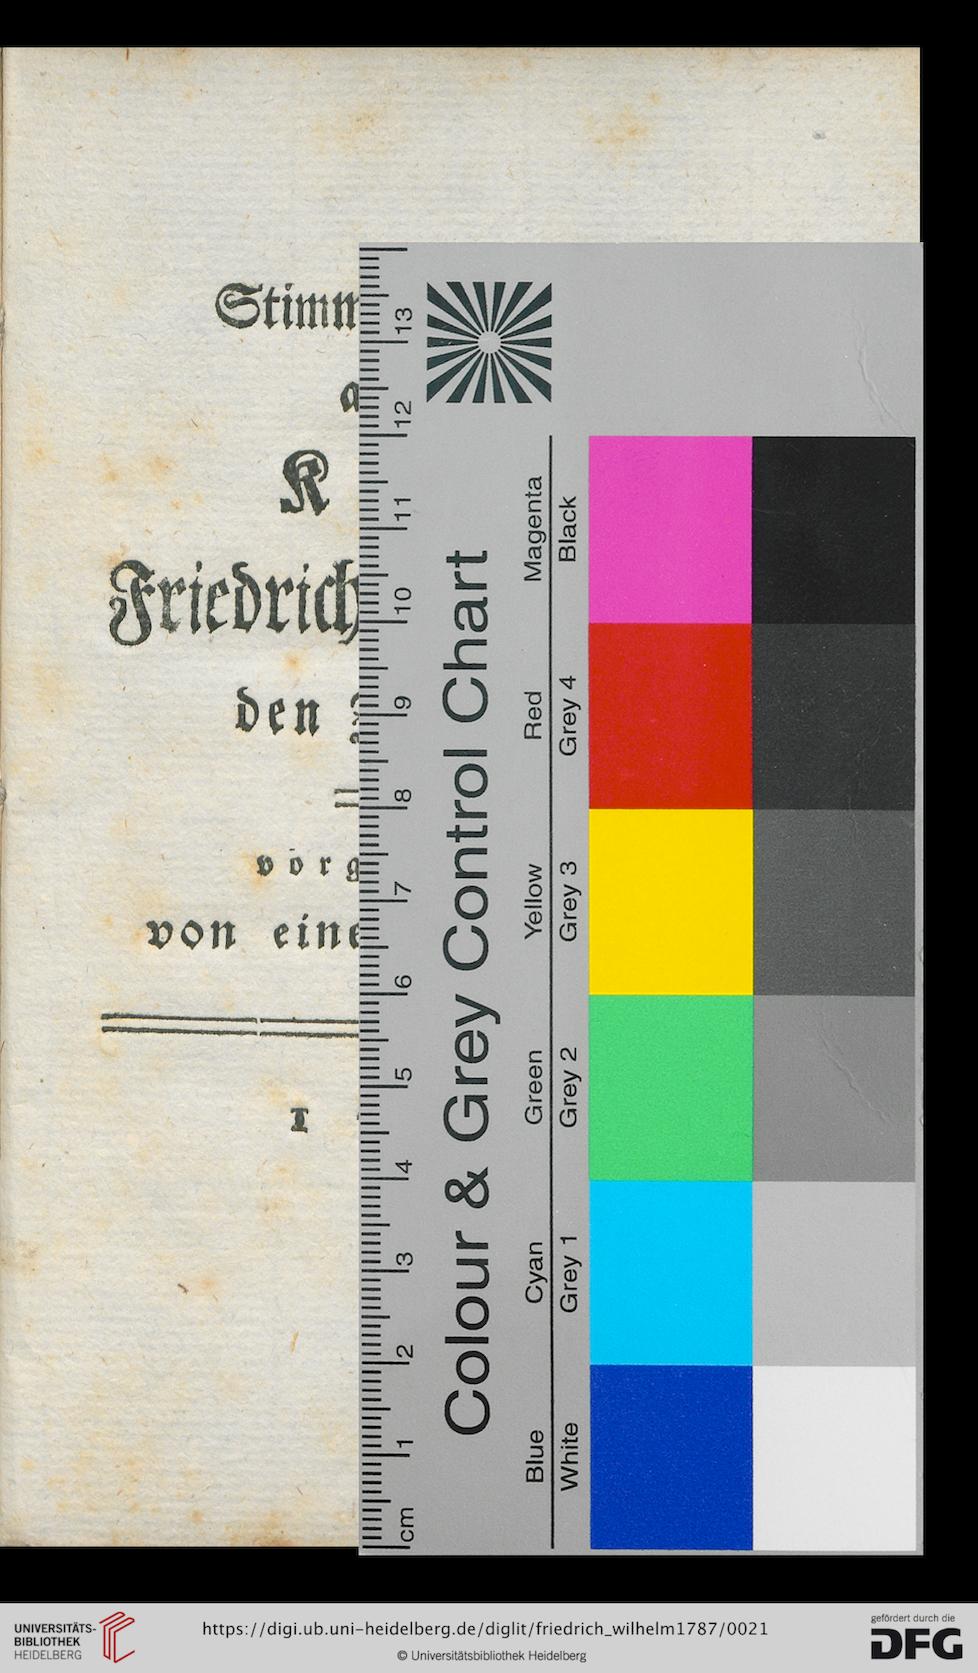 Stimm
a
K
Friedrich
den
vorg
von eine
I
13
12
11
10
9
8
7
6
5
4
3
2
1
cm
Colour & Grey Control Chart
Magenta
Red
Yellow
Green
Cyan
Blue
Black
Grey 4
Grey 3
Grey 2
Grey 1
White
UNIVERSITÄTS-
BIBLIOTHEK
HEIDELBERG
https://digi.ub.uni-heidelberg.de/diglit/friedrich_wilhelm1787/0021
© Universitätsbibliothek Heidelberg
gefördert durch die
DFG